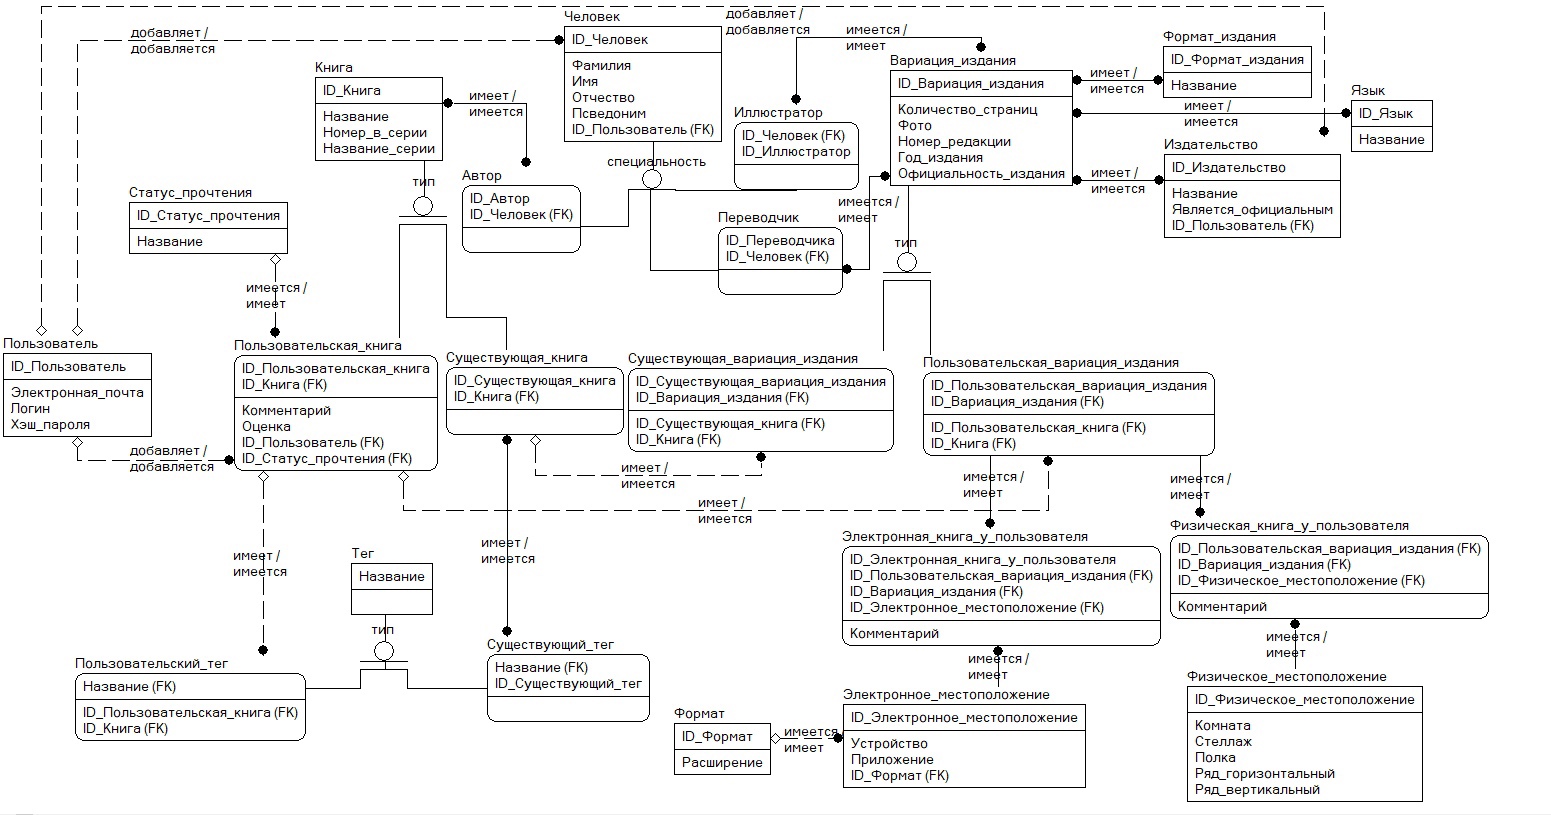 добавляет /
добавляется
Человек
ID_Человек
Фамилия
Имя
Отчество
Псведоним
ID_Пользователь (FK)
добавляет /
добавляется
имеется /
имеет
Вариация_издания
ID_Вариация_издания
Количество_страниц
Фото
Номер_редакции
Год_издания
Официальность_издания
Формат_издания
ID_Формат_издания
Название
имеет /
имеется
Язык
ID_Язык
Название
имеет /
имеется
Издательство
ID_Издательство
Название
Является_официальным
ID_Пользователь (FK)
имеет /
имеется
Книга
ID_Книга
Название
Номер_в_серии
Название_серии
имеет /
имеется
Иллюстратор
ID_Человек (FK)
ID_Иллюстратор
специальность
тип
Автор
ID_Автор
ID_Человек (FK)
Статус_прочтения
ID_Статус_прочтения
Название
Переводчик
ID_Переводчика
ID_Человек (FK)
имеется /
имеет
тип
имеется /
имеет
Пользователь
ID_Пользователь
Электронная_почта
Логин
Хэш_пароля
Пользовательская_книга
ID_Пользовательская_книга
ID_Книга (FK)
Комментарий
Оценка
ID_Пользователь (FK)
ID_Статус_прочтения (FK)
Существующая_книга
ID_Существующая_книга
ID_Книга (FK)
Существующая_вариация_издания
ID_Существующая_вариация_издания
ID_Вариация_издания (FK)
ID_Существующая_книга (FK)
ID_Книга (FK)
Пользовательская_вариация_издания
ID_Пользовательская_вариация_издания
ID_Вариация_издания (FK)
ID_Пользовательская_книга (FK)
ID_Книга (FK)
добавляет /
добавляется
имеет /
имеется
имеет /
имеется
имеется /
имеет
имеется /
имеет
имеет /
имеется
имеет /
имеется
Электронная_книга_у_пользователя
ID_Электронная_книга_у_пользователя
ID_Пользовательская_вариация_издания (FK)
ID_Вариация_издания (FK)
ID_Электронное_местоположение (FK)
Комментарий
Физическая_книга_у_пользователя
ID_Пользовательская_вариация_издания (FK)
ID_Вариация_издания (FK)
ID_Физическое_местоположение (FK)
Комментарий
Тег
Название
тип
Пользовательский_тег
Название (FK)
ID_Пользовательская_книга (FK)
ID_Книга (FK)
Существующий_тег
Название (FK)
ID_Существующий_тег
имеется /
имеет
имеется /
имеет
Формат
ID_Формат
Расширение
имеется /
имеет
Электронное_местоположение
ID_Электронное_местоположение
Устройство
Приложение
ID_Формат (FK)
Физическое_местоположение
ID_Физическое_местоположение
Комната
Стеллаж
Полка
Ряд_горизонтальный
Ряд_вертикальный